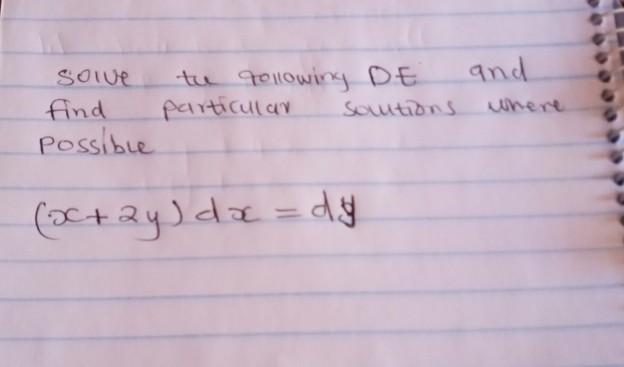 solve the following DE and
find particular solutions where
possible
(x+2y)dx = dy